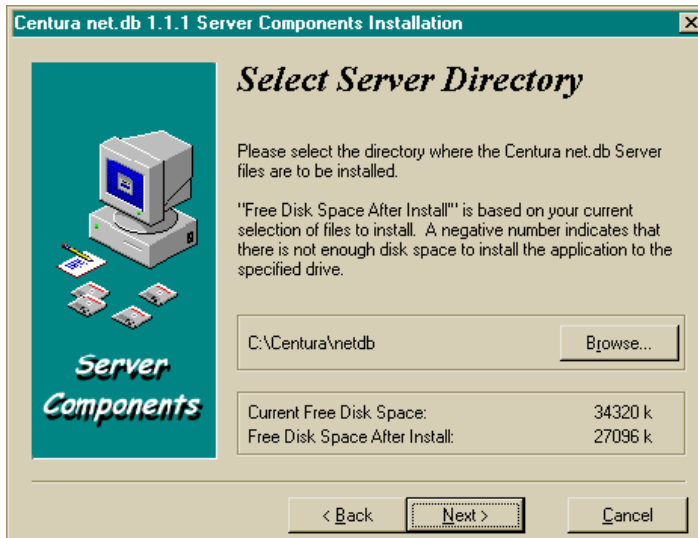 Centura net.db 1.1.1 Server Components Installation
Select Server Directory
Please select the directory where the Centura net.db Server
files are to be installed.
"Free Disk Space After Install'" is based on your current
selection of files to install. A negative number indicates that
there is not enough disk space to install the application to the
specified drive.
C:\Centura\netdb
Browse...
Server
Components
Current Free Disk Space: 34320 k
Free Disk Space After Install: 27096 k
< Back
Next >
Cancel